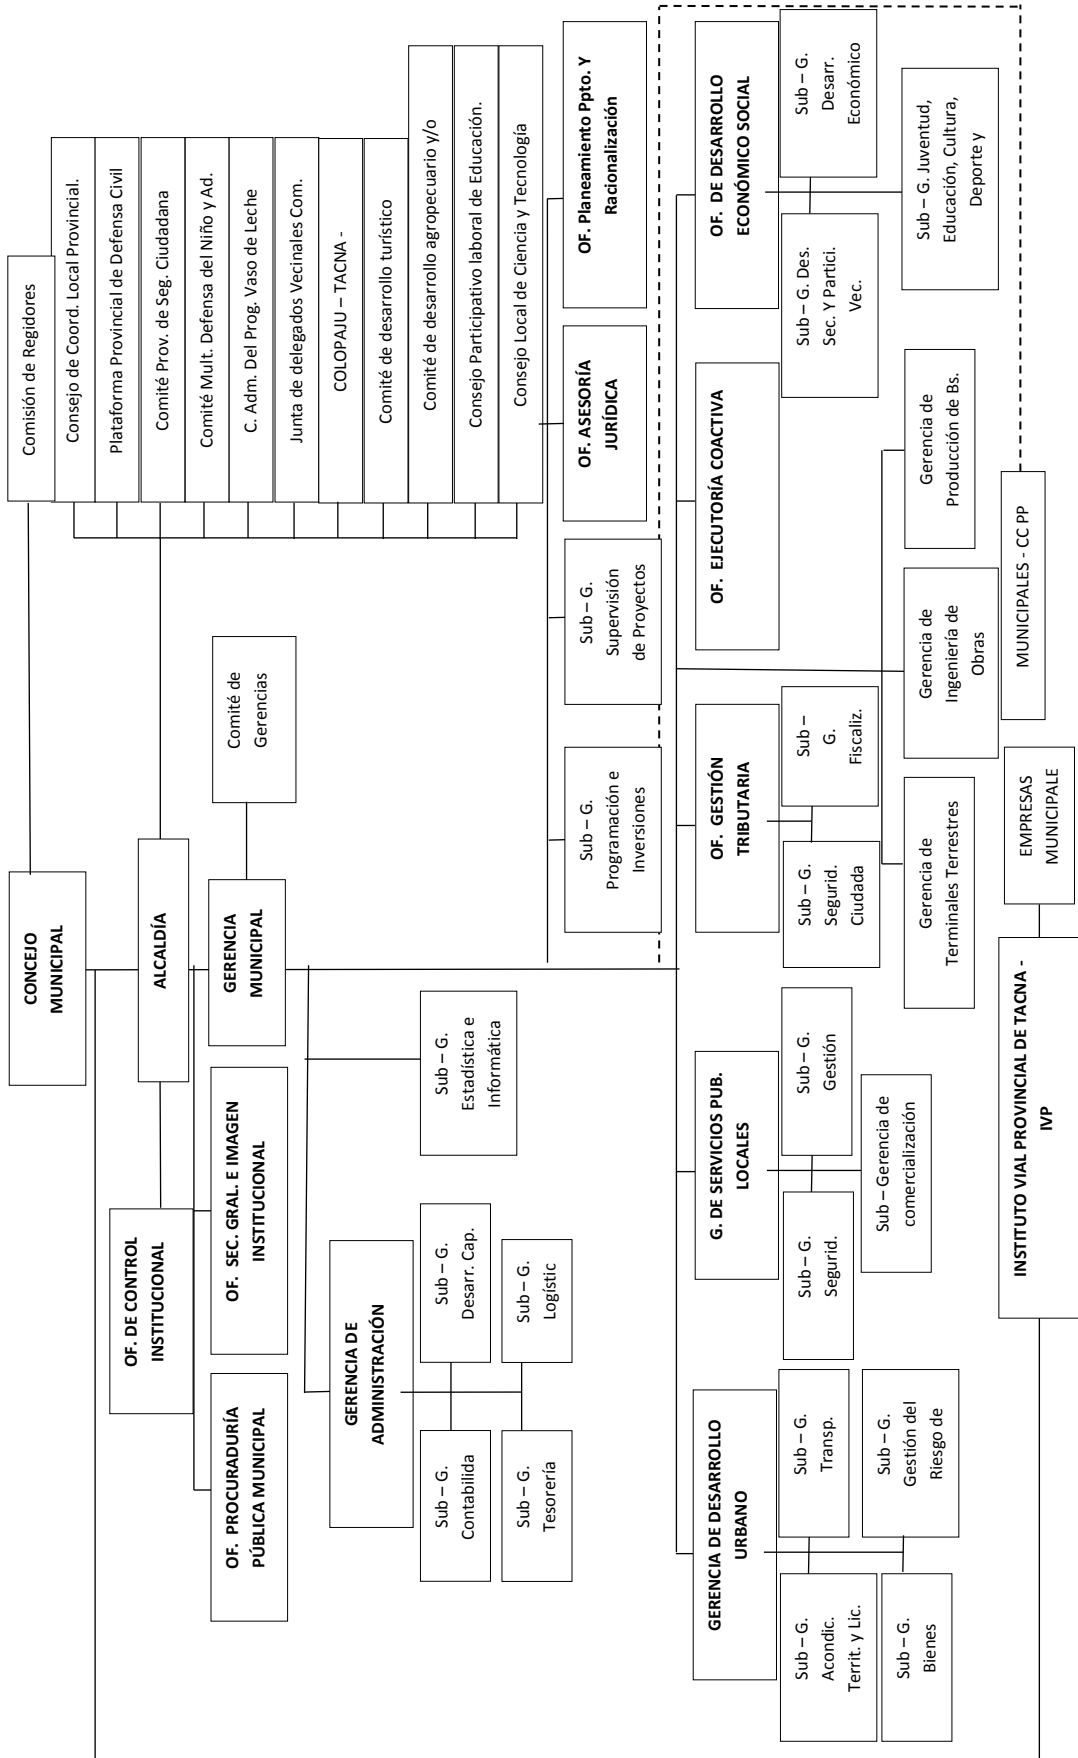 CONCEJO
MUNICIPAL
Comisión de Regidores
Consejo de Coord. Local Provincial.
Plataforma Provincial de Defensa Civil
Comité Prov. de Seg. Ciudadana
Comité Mult. Defensa del Niño y Ad.
C. Adm. Del Prog. Vaso de Leche
Junta de delegados Vecinales Com.
COLOPAJU – TACNA -
Comité de desarrollo turístico
Comité de desarrollo agropecuario y/o
Consejo Participativo laboral de Educación.
Consejo Local de Ciencia y Tecnología
ALCALDÍA
OF. DE CONTROL
INSTITUCIONAL
GERENCIA
MUNICIPAL
Comité de
Gerencias
OF. PROCURADURÍA
PÚBLICA MUNICIPAL
OF. SEC. GRAL. E IMAGEN
INSTITUCIONAL
GERENCIA DE
ADMINISTRACIÓN
Sub – G.
Contabilida
Sub – G.
Desarr. Cap.
Sub – G.
Estadística e
Informática
Sub – G.
Tesorería
Sub – G.
Logístic
Sub – G.
Programación e
Inversiones
Sub – G.
Supervisión
de Proyectos
OF. ASESORÍA
JURÍDICA
OF. Planeamiento Ppto. Y
Racionalización
GERENCIA DE DESARROLLO
URBANO
G. DE SERVICIOS PUB.
LOCALES
OF. GESTIÓN
TRIBUTARIA
OF. EJECUTORÍA COACTIVA
OF. DE DESARROLLO
ECONÓMICO SOCIAL
Sub – G.
Acondic.
Territ. y Lic.
Sub – G.
Transp.
Sub – G.
Bienes
Sub – G.
Gestión del
Riesgo de
Sub – G.
Segurid.
Sub – G.
Gestión
Sub – Gerencia de
comercialización
Sub – G.
Segurid.
Ciudada
Sub –
G.
Fiscaliz.
Sub – G. Des.
Sec. Y Partici.
Vec.
Sub – G.
Desarr.
Económico
Sub – G. Juventud,
Educación, Cultura,
Deporte y
Gerencia de
Terminales Terrestres
Gerencia de
Ingeniería de
Obras
Gerencia de
Producción de Bs.
INSTITUTO VIAL PROVINCIAL DE TACNA -
IVP
EMPRESAS
MUNICIPALE
MUNICIPALES - CC PP